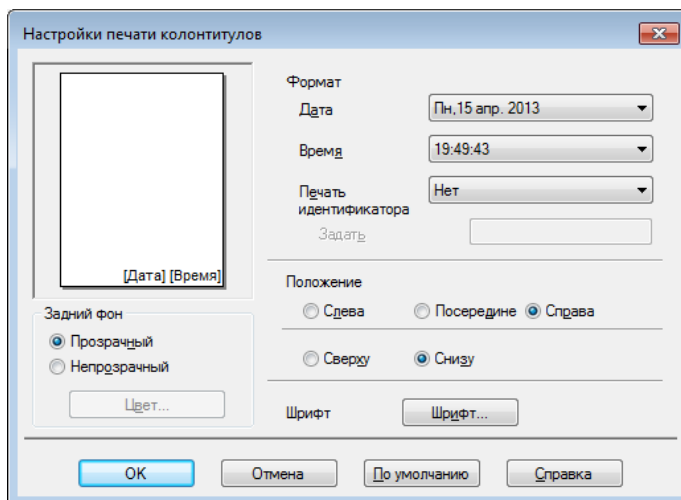 Настройки печати колонтитулов
[Дата] [Время]
Задний фон
Прозрачный
Непрозрачный
Цвет...
Формат
Дата
Пн,15 апр. 2013
Время
19:49:43
Печать
идентификатора
Нет
Задать
Положение
Слева Посередине Справа
Сверху Снизу
Шрифт Шрифт...
OK Отмена По умолчанию Справка